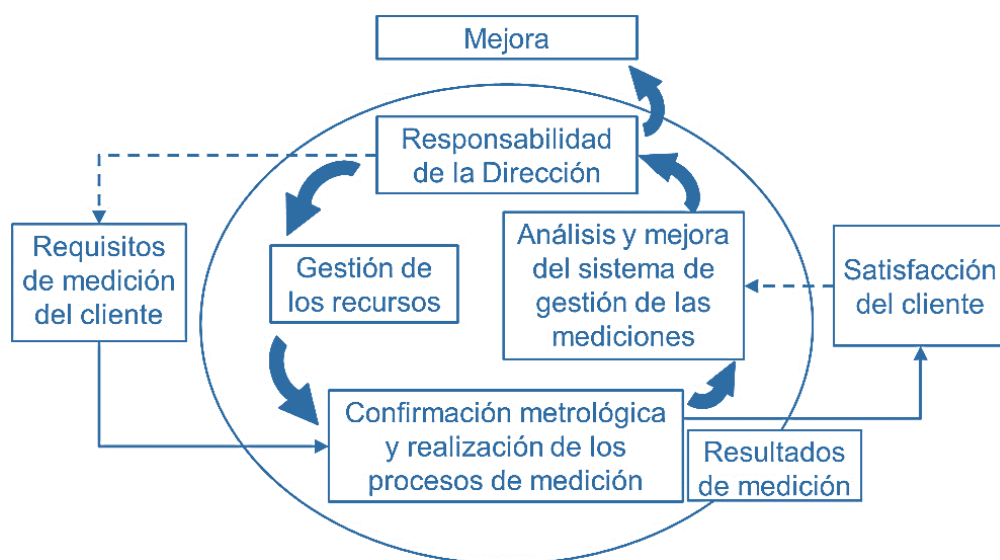 Mejora
Responsabilidad
de la Dirección
Requisitos
de medición
del cliente
Gestión de
los recursos
Análisis y mejora
del sistema de
gestión de las
mediciones
Satisfacción
del cliente
Confirmación metrológica
y realización de los
procesos de medición
Resultados
de medición